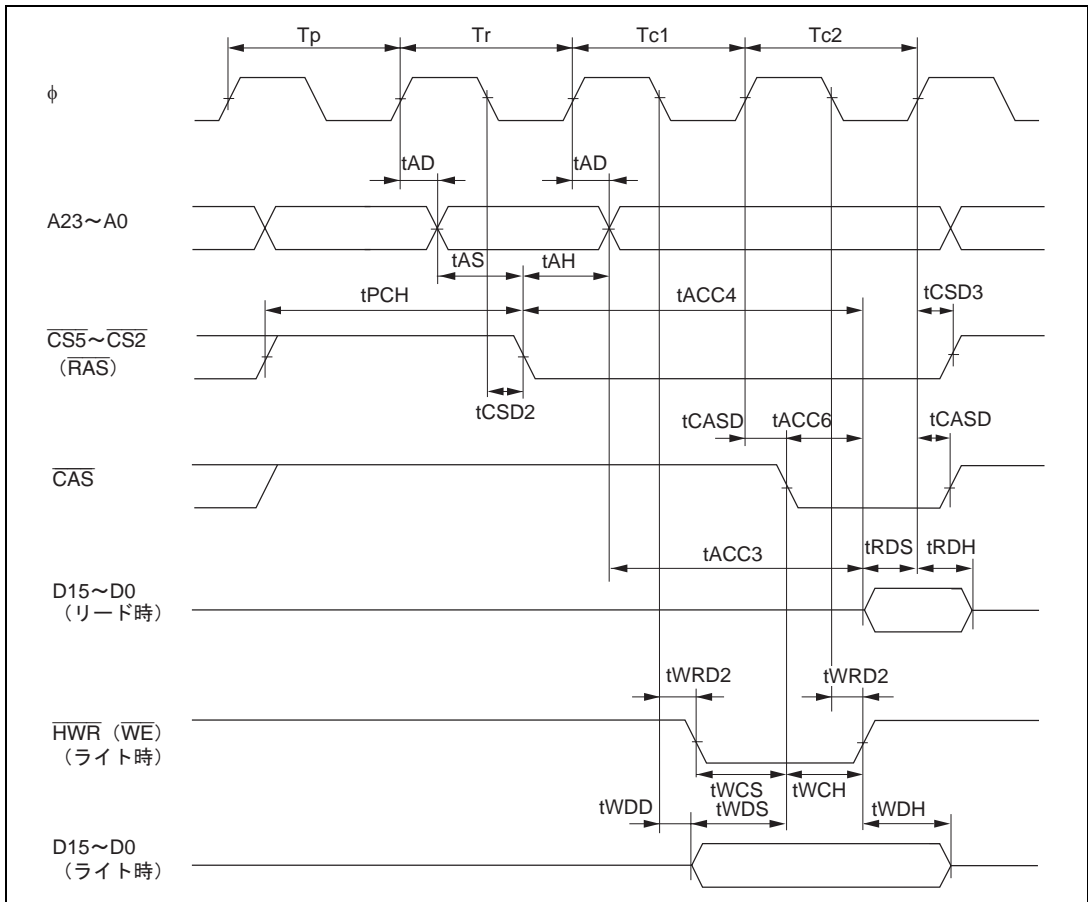 Tp Tr Tc1 Tc2
φ
tAD tAD
A23～A0
tAS tAH
tPCH tACC4 tCSD3
CS5～CS2
（RAS）
tCSD2
tCASD tACC6 tCASD
CAS
tACC3 tRDS tRDH
D15～D0
（リード時）
tWRD2 tWRD2
HWR（WE）
（ライト時）
tWCS tWCH
tWDD tWDS tWDH
D15～D0
（ライト時）